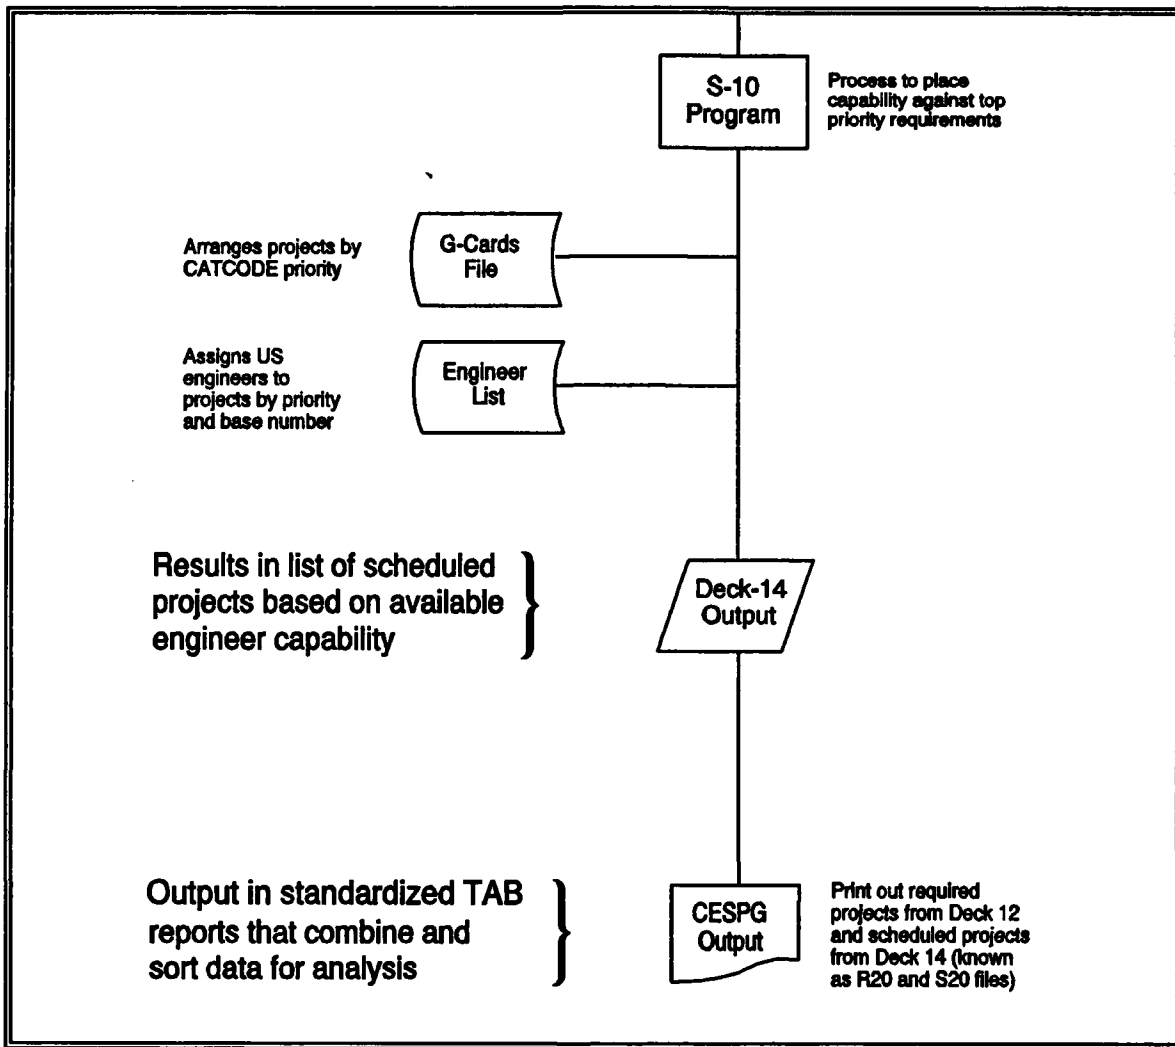 S-10
Program
Process to place
capability against top
priority requirements
Arranges projects by
CATCODE priority
G-Cards
File
Assigns US
engineers to
projects by priority
and base number
Engineer
List
Results in list of scheduled
projects based on available
engineer capability
Deck-14
Output
Output in standardized TAB
reports that combine and
sort data for analysis
CESPG
Output
Print out required
projects from Deck 12
and scheduled projects
from Deck 14 (known
as R20 and S20 files)